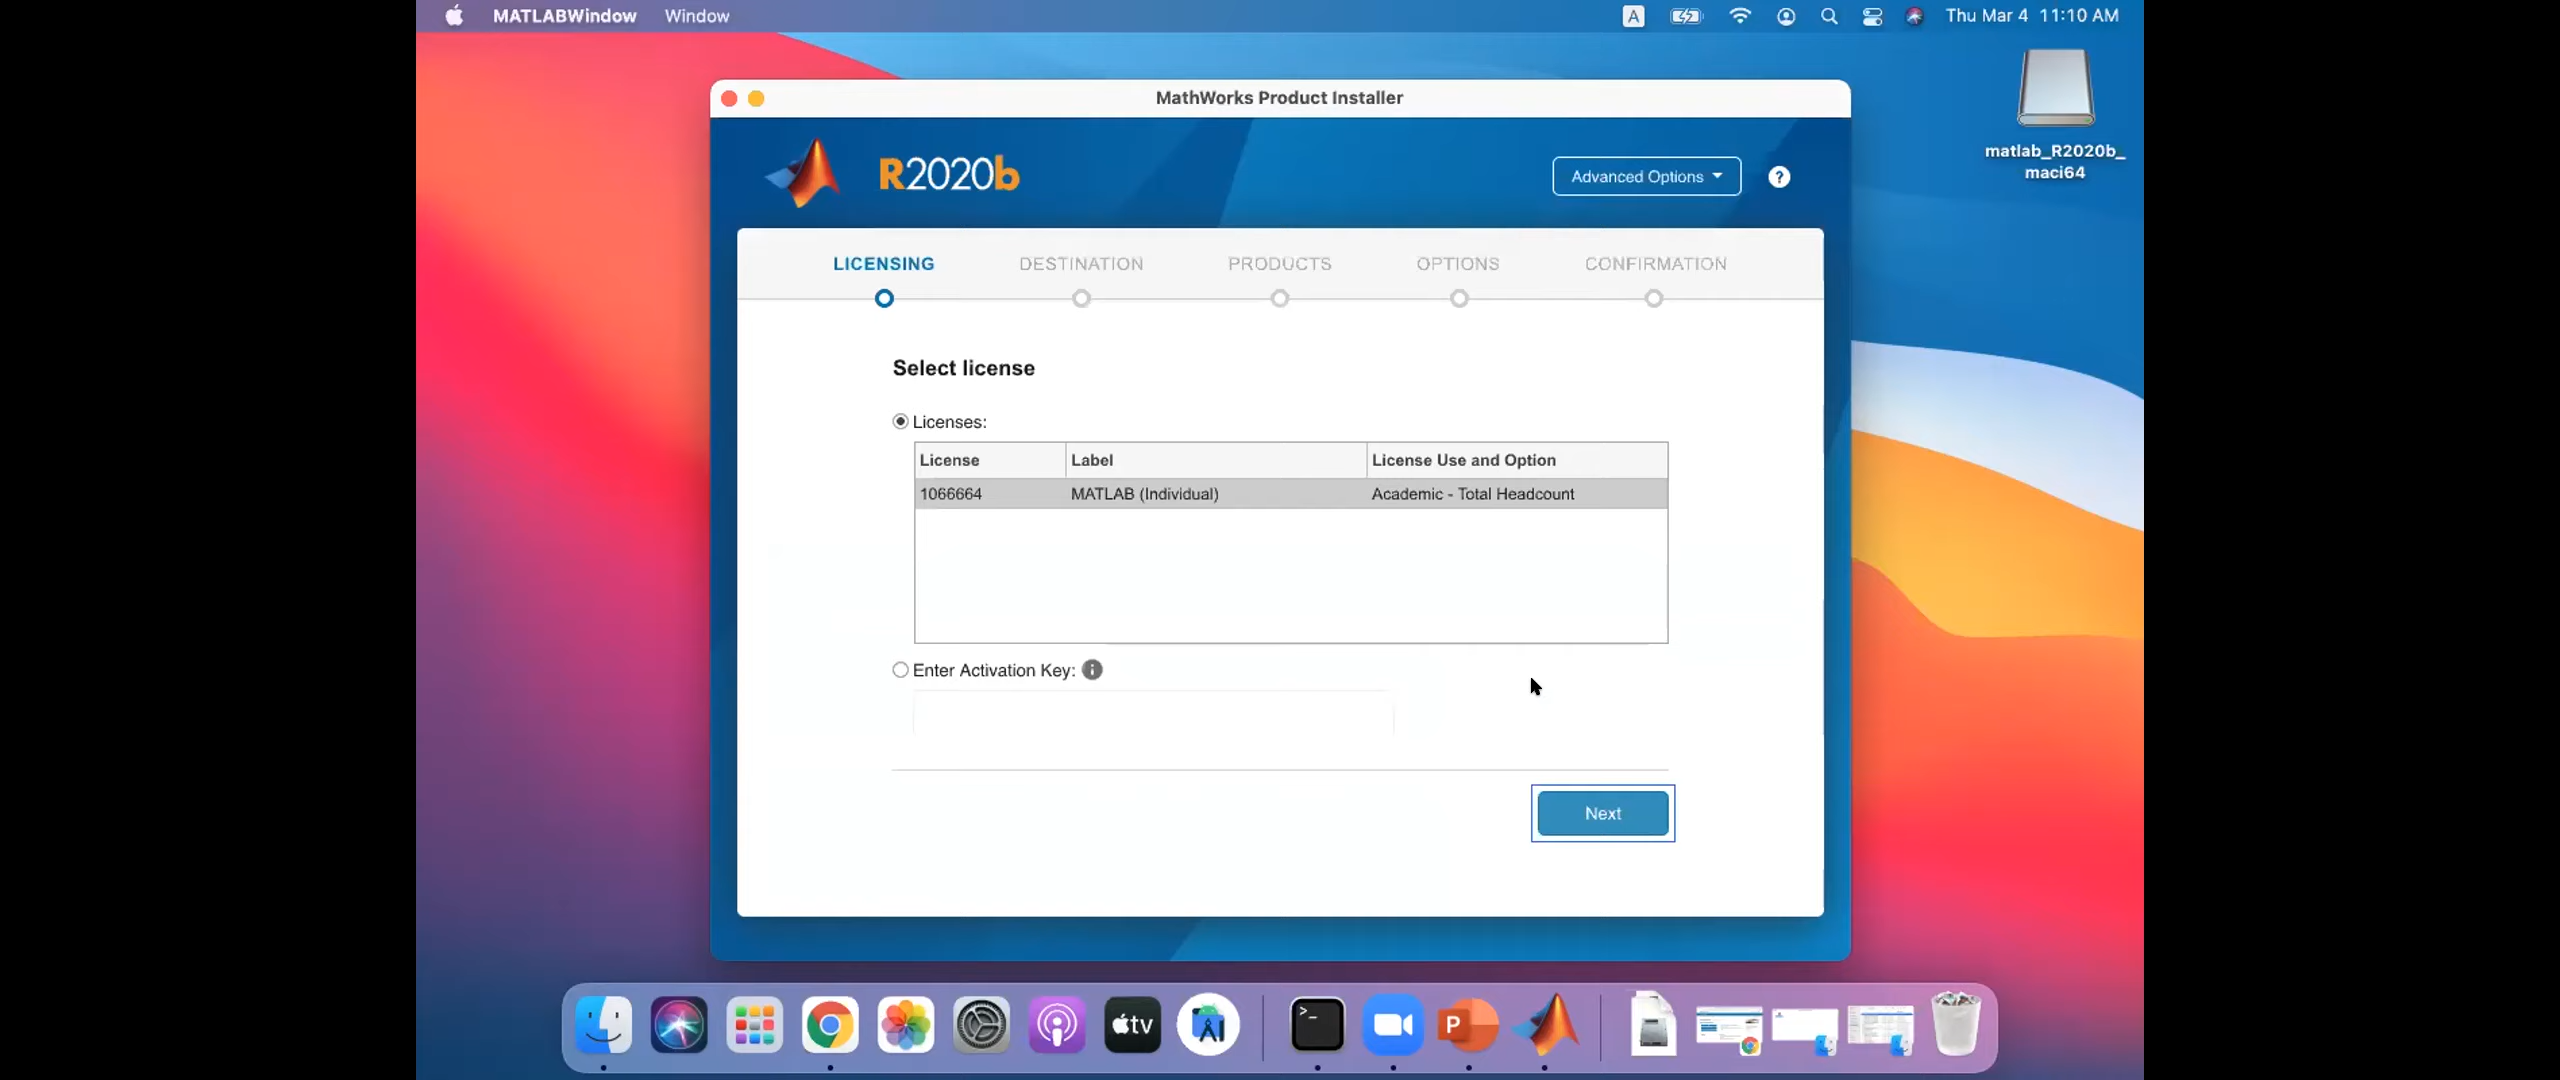 MATLABWindow Window
A
Thu Mar 4 11:10 AM
matlab_R2020b_
maci64
MathWorks Product Installer
R2020b
Advanced Options
?
LICENSING DESTINATION PRODUCTS OPTIONS CONFIRMATION
Select license
Licenses:
License Label License Use and Option
1066664 MATLAB (Individual) Academic - Total Headcount
Enter Activation Key: i
Next
tv
A
>_
P